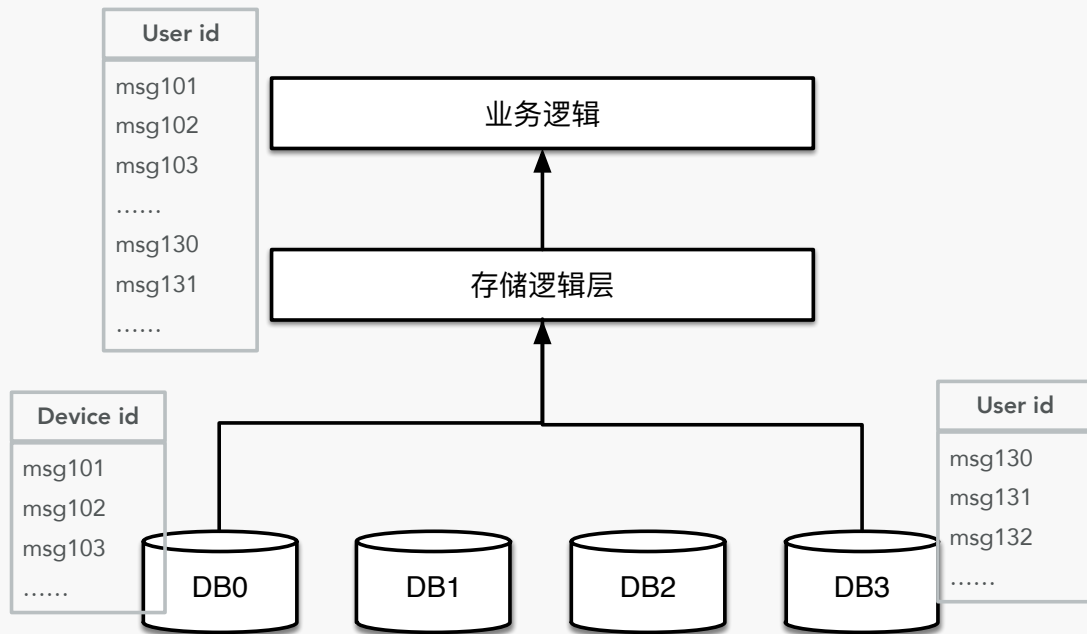 User id
msg101
msg102
msg103
……
msg130
msg131
……
业务逻辑
存储逻辑层
Device id
msg101
msg102
msg103
……
User id
msg130
msg131
msg132
……
DB0
DB1
DB2
DB3